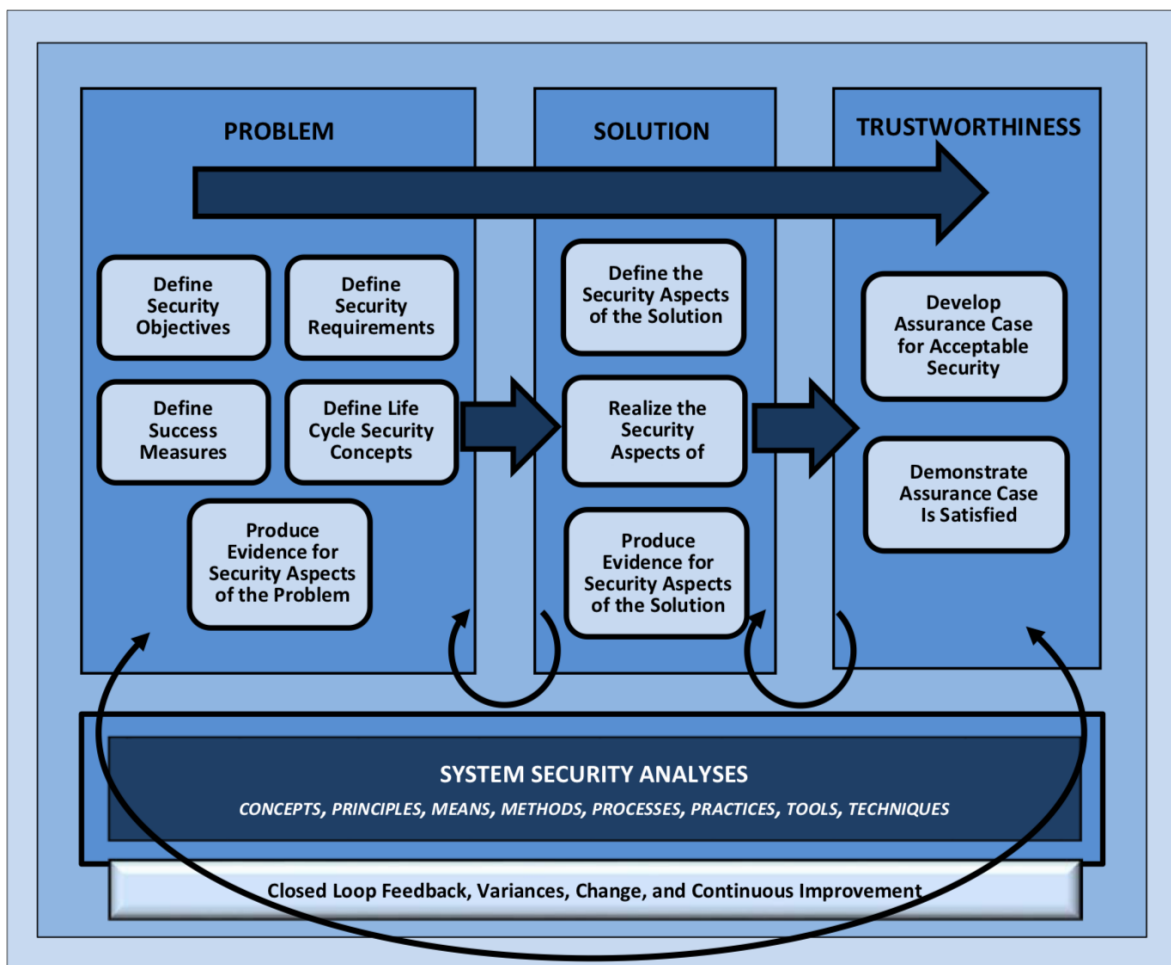 PROBLEM
Define
Security
Objectives
Define
Security
Requirements
Define
Success
Measures
Define Life
Cycle Security
Concepts
Produce
Evidence for
Security Aspects
of the Problem
SOLUTION
Define the
Security Aspects
of the Solution
Realize the
Security
Aspects of
Produce
Evidence for
Security Aspects
of the Solution
TRUSTWORTHINESS
Develop
Assurance Case
for Acceptable
Security
Demonstrate
Assurance Case
Is Satisfied
SYSTEM SECURITY ANALYSES
CONCEPTS, PRINCIPLES, MEANS, METHODS, PROCESSES, PRACTICES, TOOLS, TECHNIQUES
Closed Loop Feedback, Variances, Change, and Continuous Improvement